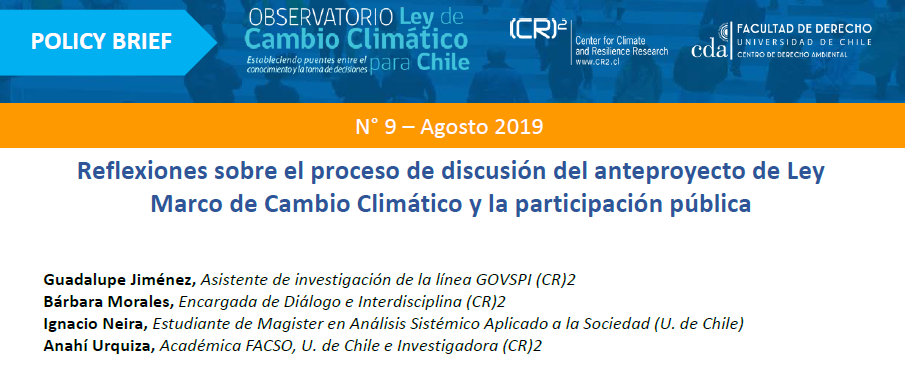 POLICY BRIEF
OBSERVATORIO Ley de
Cambio Climático
Estableciendo puentes entre el
conocimiento y la toma de decisiones
para Chile
(CR)2
Center for Climate
and Resilience Research
www.CR2.cl
cda
FACULTAD DE DERECHO
UNIVERSIDAD DE CHILE
CENTRO DE DERECHO AMBIENTAL
N° 9 – Agosto 2019
Reflexiones sobre el proceso de discusión del anteproyecto de Ley
Marco de Cambio Climático y la participación pública
Guadalupe Jiménez, Asistente de investigación de la línea GOVSPI (CR)2
Bárbara Morales, Encargada de Diálogo e Interdisciplina (CR)2
Ignacio Neira, Estudiante de Magister en Análisis Sistémico Aplicado a la Sociedad (U. de Chile)
Anahí Urquiza, Académica FACSO, U. de Chile e Investigadora (CR)2